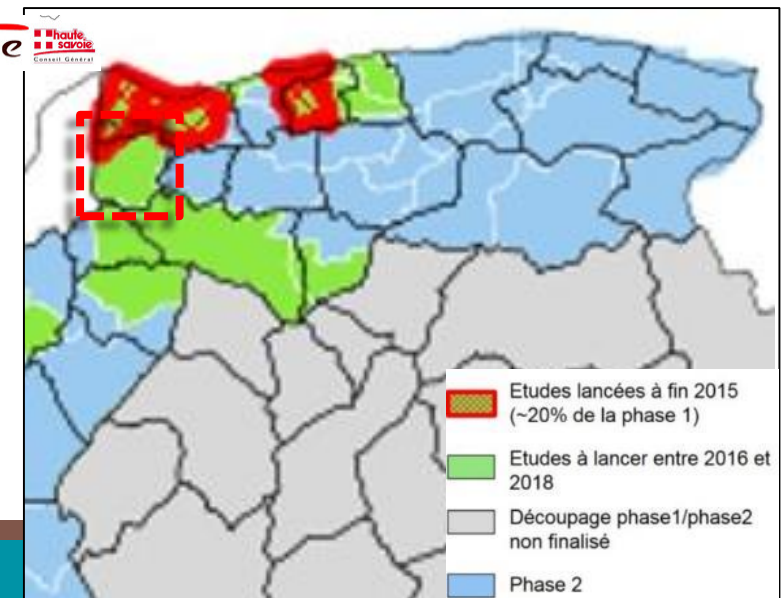 e
haute
savoie
Conseil Général
Etudes lancées à fin 2015
(~20% de la phase 1)
Etudes à lancer entre 2016 et
2018
Découpage phase1/phase2
non finalisé
Phase 2